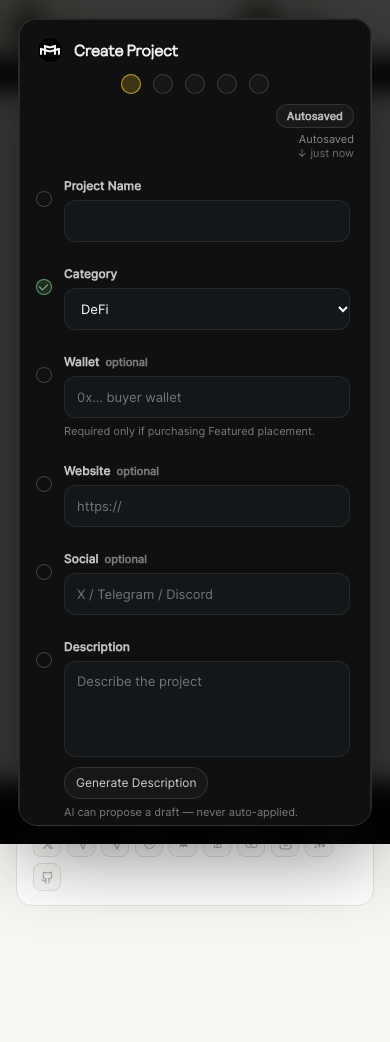 Create Project
Autosaved
Autosaved
↓ just now
Project Name
Category
DeFi
Wallet optional
0x... buyer wallet
Required only if purchasing Featured placement.
Website optional
https://
Social optional
X / Telegram / Discord
Description
Describe the project
Generate Description
AI can propose a draft — never auto-applied.